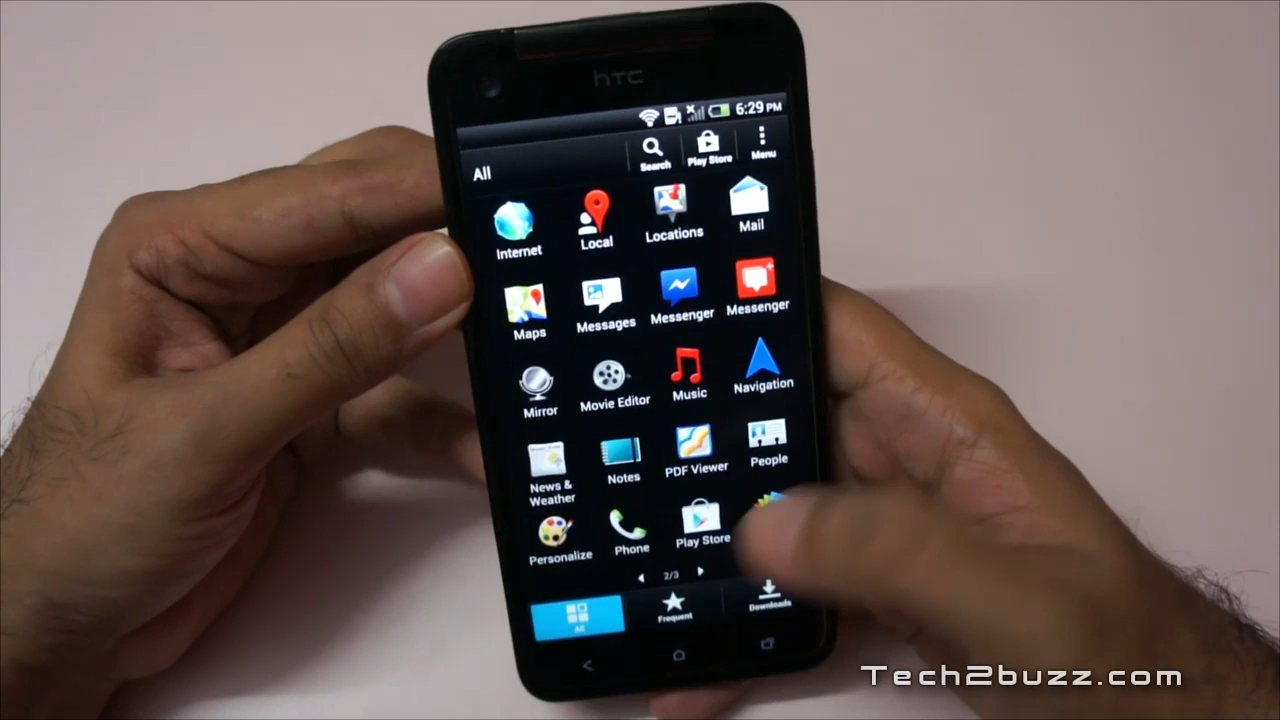 hTC
6:29 PM
All
Search
Play Store
Menu
Internet
Local
Locations
Mail
Maps
Messages
Messenger
Messenger
Mirror
Movie Editor
Music
Navigation
News &
Weather
Notes
PDF Viewer
People
Personalize
Phone
Play Store
2/3
All
Frequent
Downloads
Tech2buzz.com